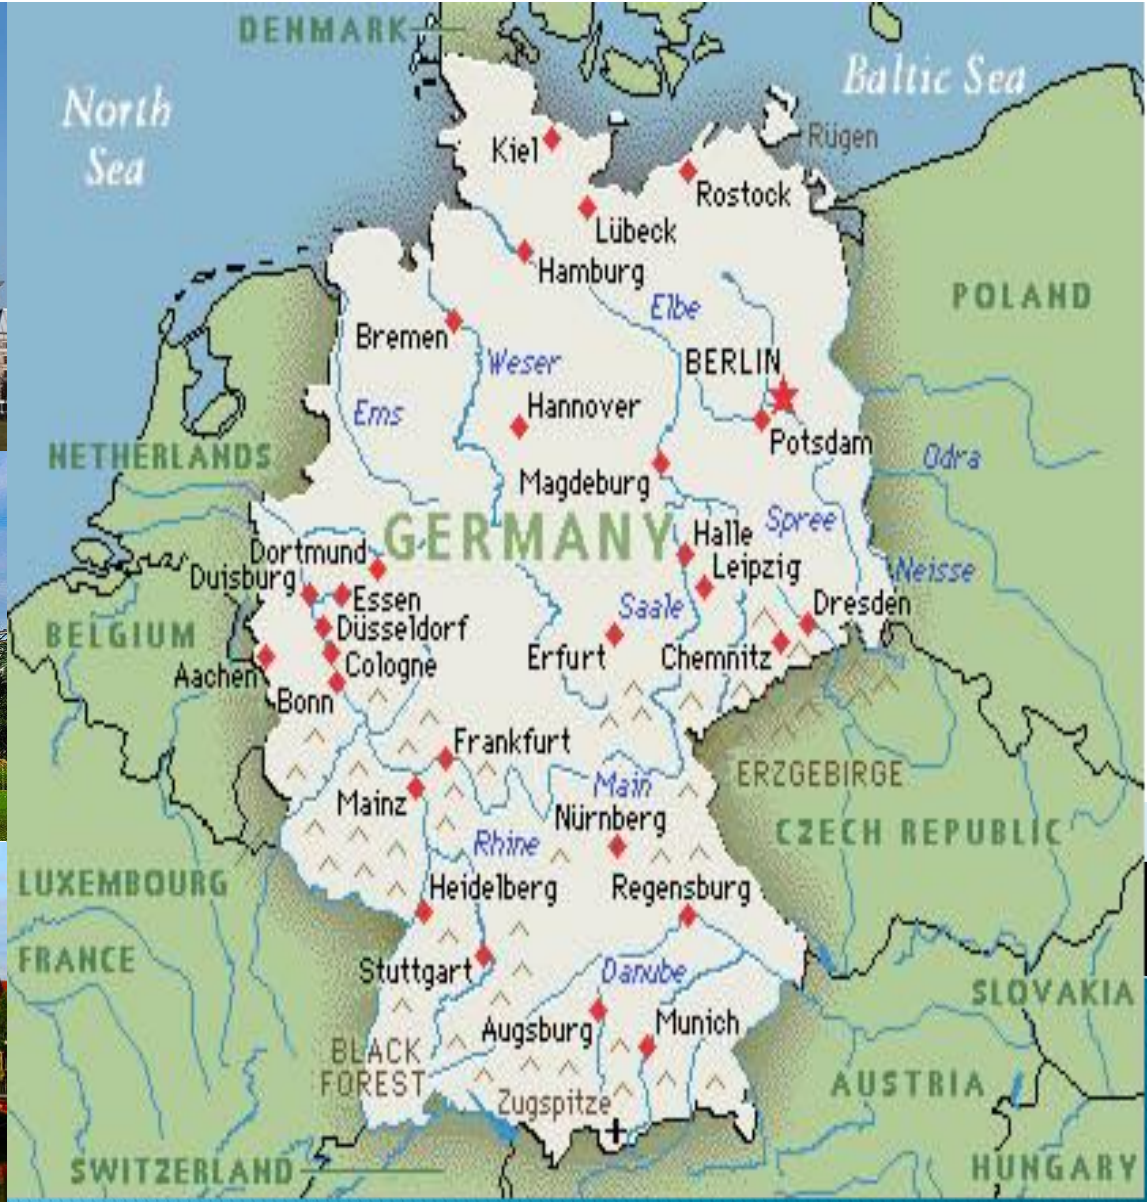 DENMARK
North
Sea
Baltic Sea
Rügen
Kiel
Rostock
Lübeck
Hamburg
POLAND
Elbe
Bremen
Weser
BERLIN
Ems
Hannover
Potsdam
NETHERLANDS
Odra
Magdeburg
GERMANY
Spree
Halle
Dortmund
Leipzig
Neisse
Duisburg
Essen
Saale
Dresden
BELGIUM
Düsseldorf
Erfurt
Chemnitz
Cologne
Aachen
Bonn
Frankfurt
ERZGEBIRGE
Main
Mainz
Nürnberg
CZECH REPUBLIC
Rhine
LUXEMBOURG
Heidelberg
Regensburg
FRANCE
Stuttgart
Danube
SLOVAKIA
Augsburg
Munich
BLACK
FOREST
AUSTRIA
Zugspitze
SWITZERLAND
HUNGARY